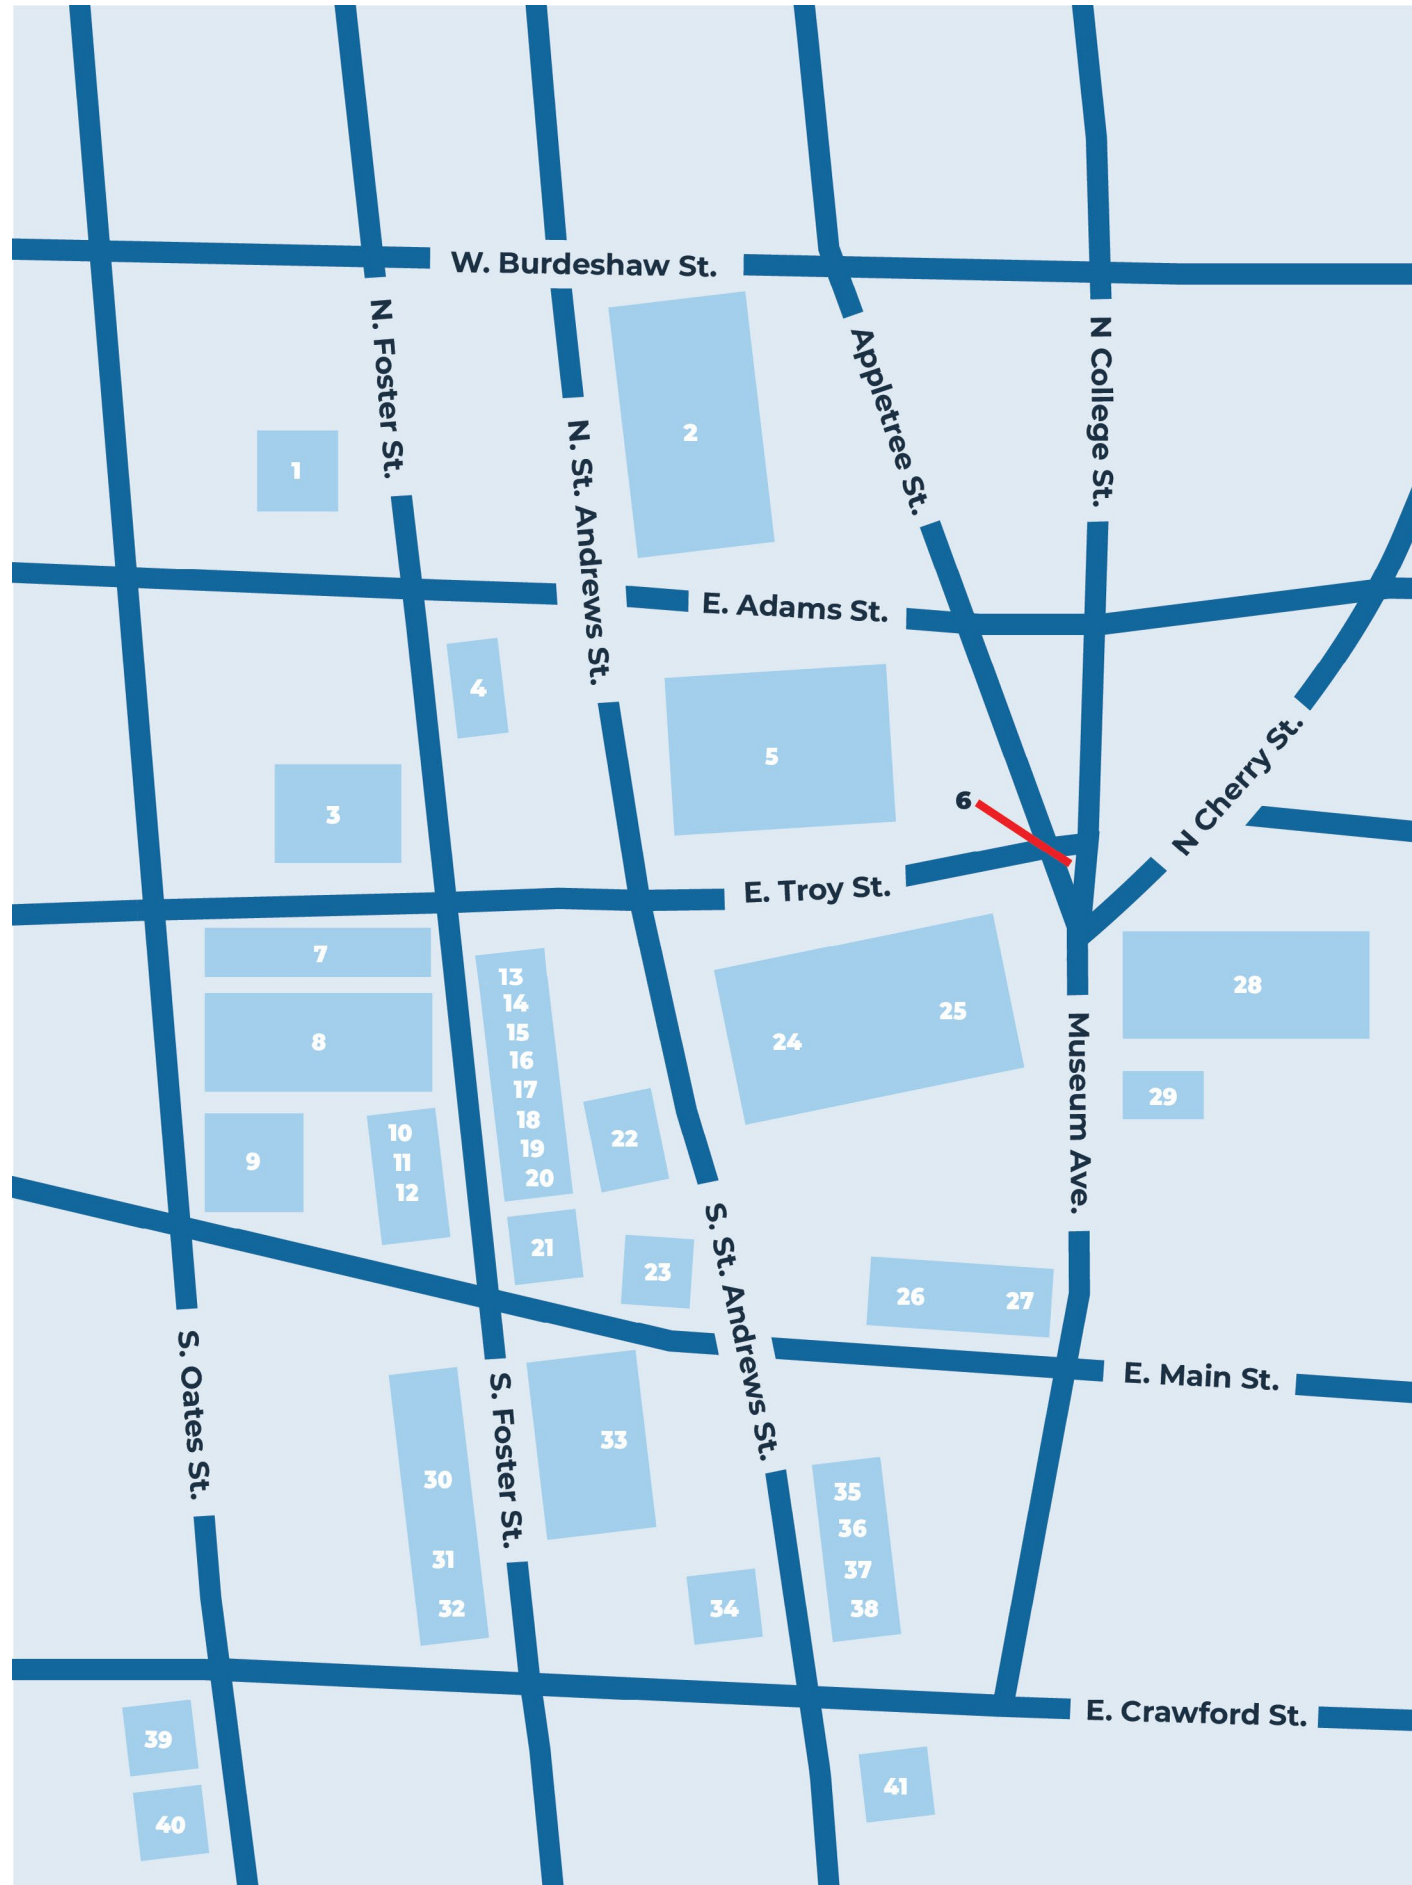 W. Burdeshaw St.
N. Foster St.
N College St.
Appletree St.
N. St. Andrews St.
2
1
E. Adams St.
4
5
N Cherry St.
6
3
E. Troy St.
7
8
9
10
11
12
13
14
15
16
17
18
19
20
21
22
23
24
25
28
Museum Ave.
29
S. St. Andrews St.
26
27
S. Oates St.
S. Foster St.
E. Main St.
30
31
32
33
34
35
36
37
38
E. Crawford St.
39
40
41